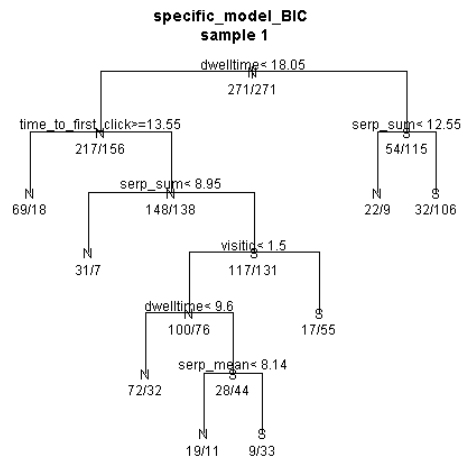 specific_model_BIC
sample 1
dwelltime< 18.05
N
271/271
time_to_first_click>=13.55
N
217/156
serp_sum< 12.55
S
54/115
N
69/18
serp_sum< 8.95
N
148/138
N
22/9
S
32/106
N
31/7
visitic< 1.5
S
117/131
dwelltime< 9.6
N
100/76
S
17/55
N
72/32
serp_mean< 8.14
S
28/44
N
19/11
S
9/33